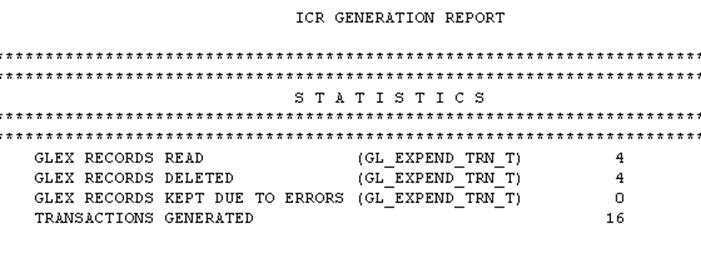 ICR GENERATION REPORT
***********************************************************************
***********************************************************************
S T A T I S T I C S
***********************************************************************
***********************************************************************
GLEX RECORDS READ (GL_EXPEND_TRN_T) 4
GLEX RECORDS DELETED (GL_EXPEND_TRN_T) 4
GLEX RECORDS KEPT DUE TO ERRORS (GL_EXPEND_TRN_T) 0
TRANSACTIONS GENERATED 16